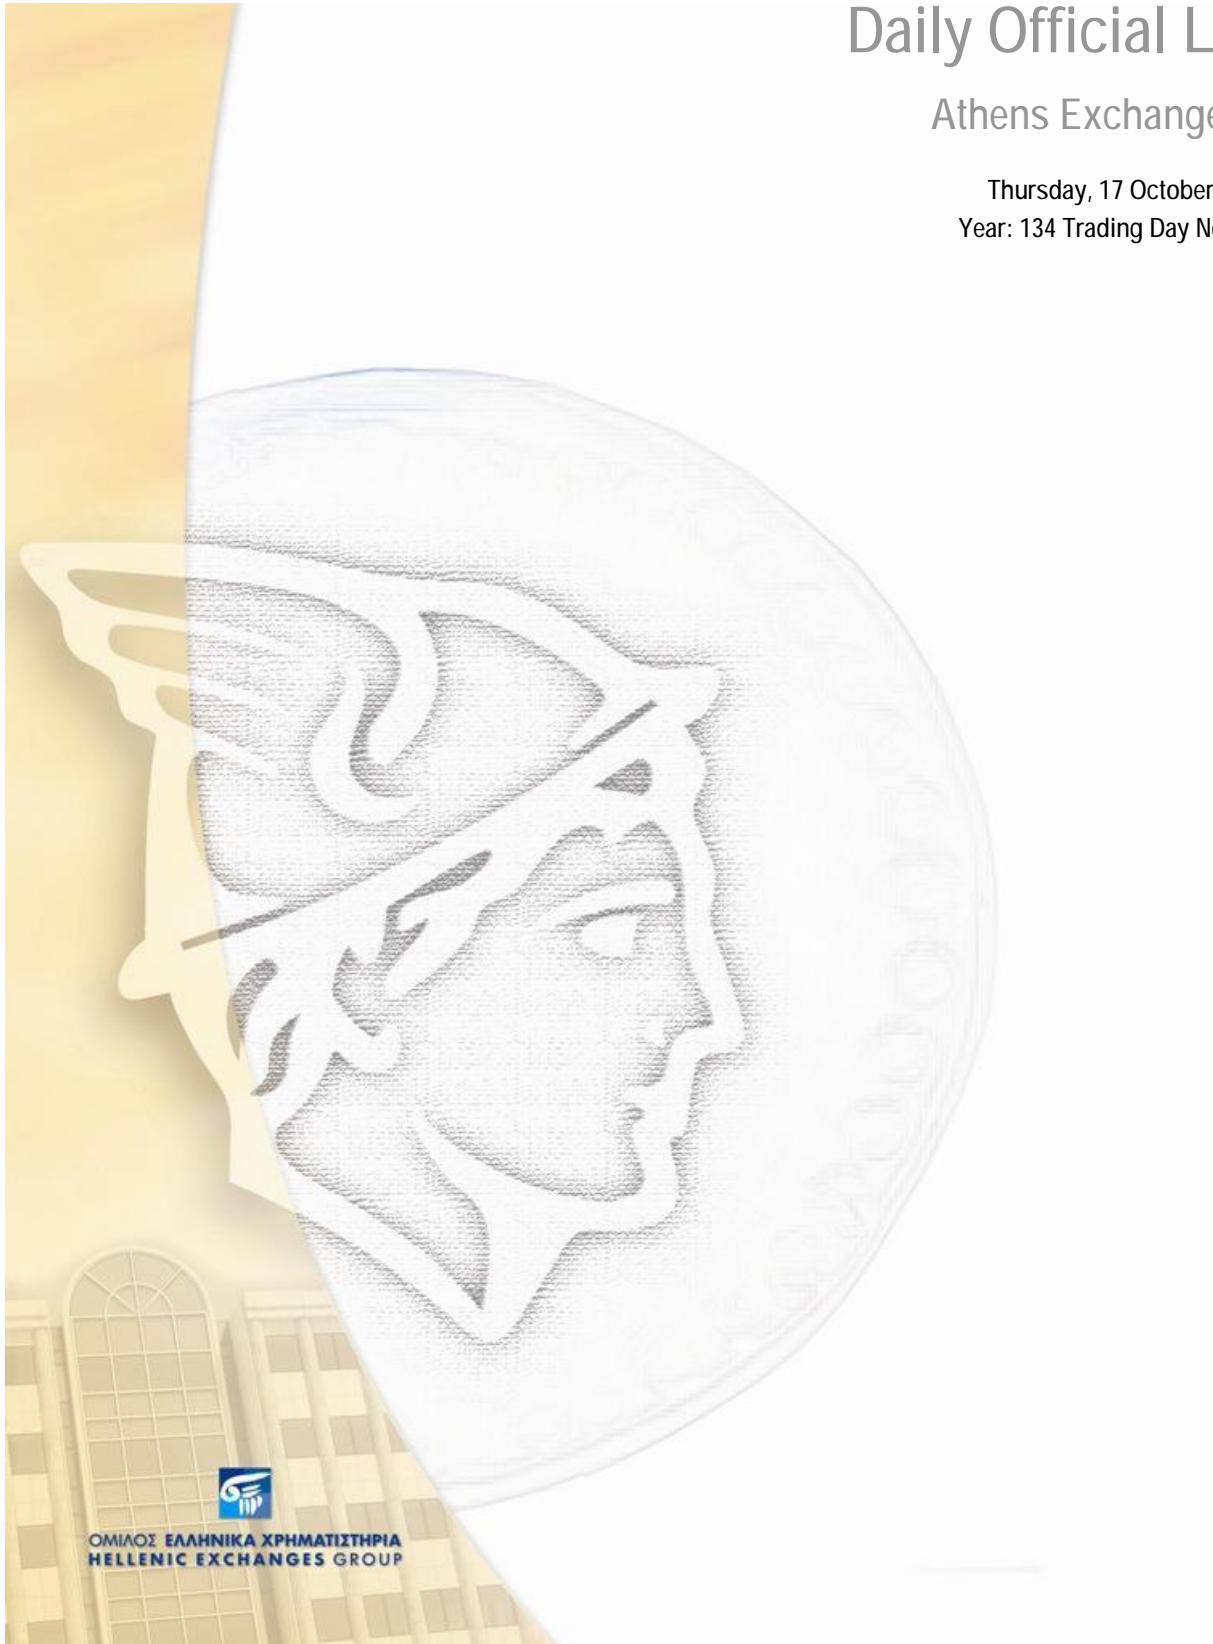 Daily Official L
Athens Exchange
Thursday, 17 October
Year: 134 Trading Day N
ΟΜΙΛΟΣ ΕΛΛΗΝΙΚΑ ΧΡΗΜΑΤΙΣΤΗΡΙΑ
HELLENIC EXCHANGES GROUP